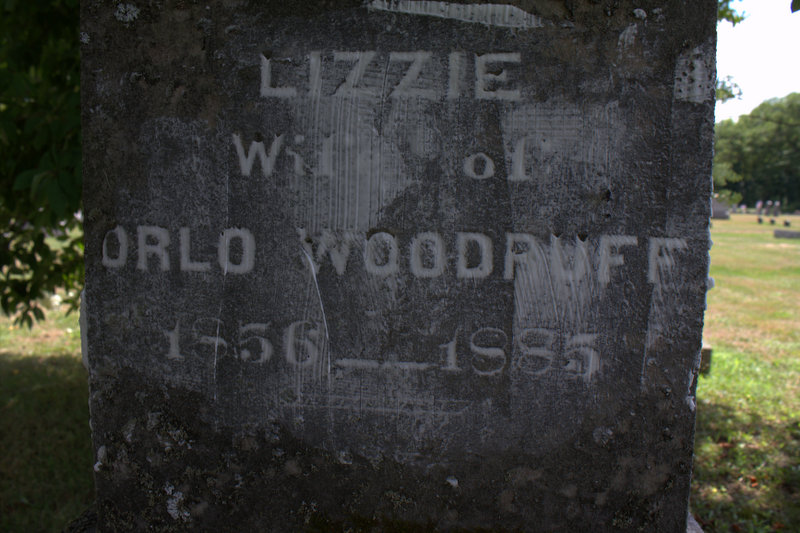 LIZZIE
Wife of
ORLO WOODRUFF
1856 — 1885